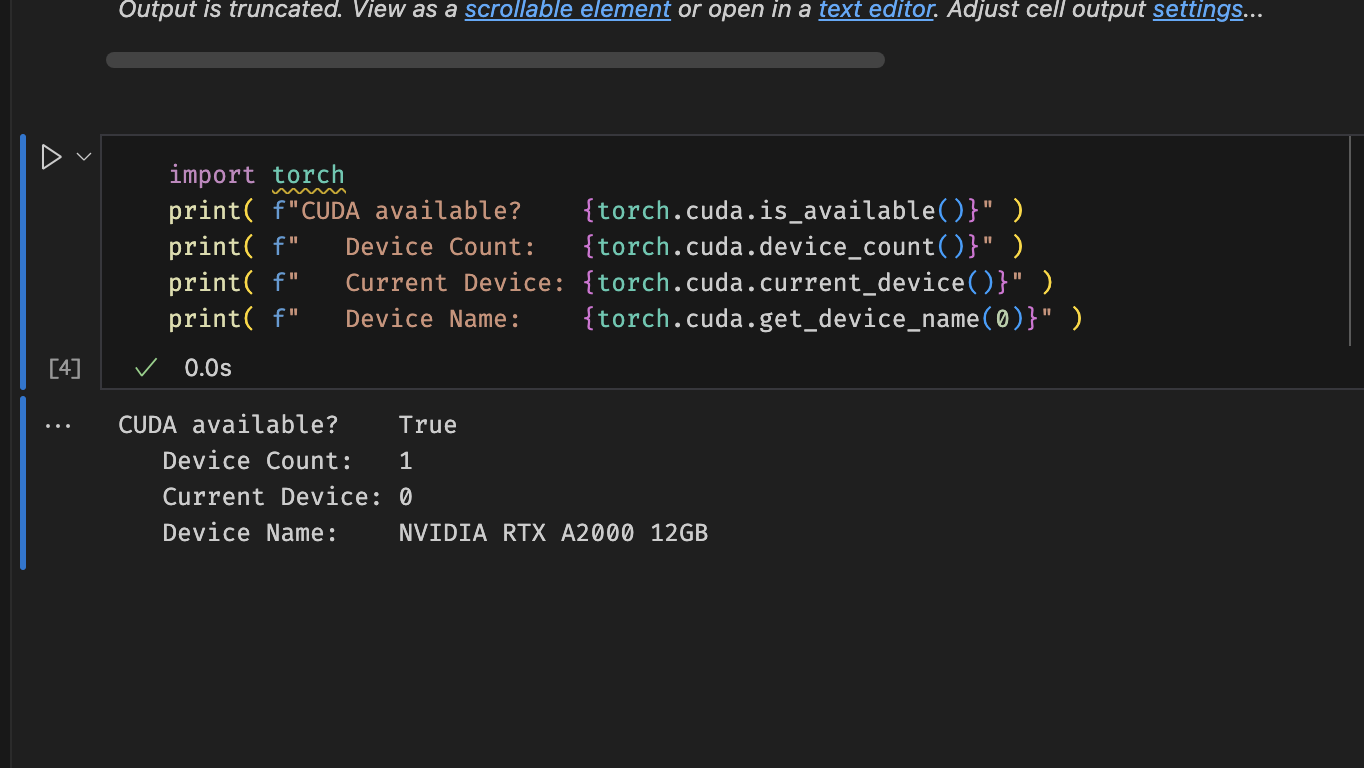 Output is truncated. View as a scrollable element or open in a text editor. Adjust cell output settings...
import torch
print( f"CUDA available?    {torch.cuda.is_available()}" )
print( f"   Device Count:   {torch.cuda.device_count()}" )
print( f"   Current Device: {torch.cuda.current_device()}" )
print( f"   Device Name:    {torch.cuda.get_device_name(0)}" )
[4] 0.0s
CUDA available?    True
   Device Count:   1
   Current Device: 0
   Device Name:    NVIDIA RTX A2000 12GB